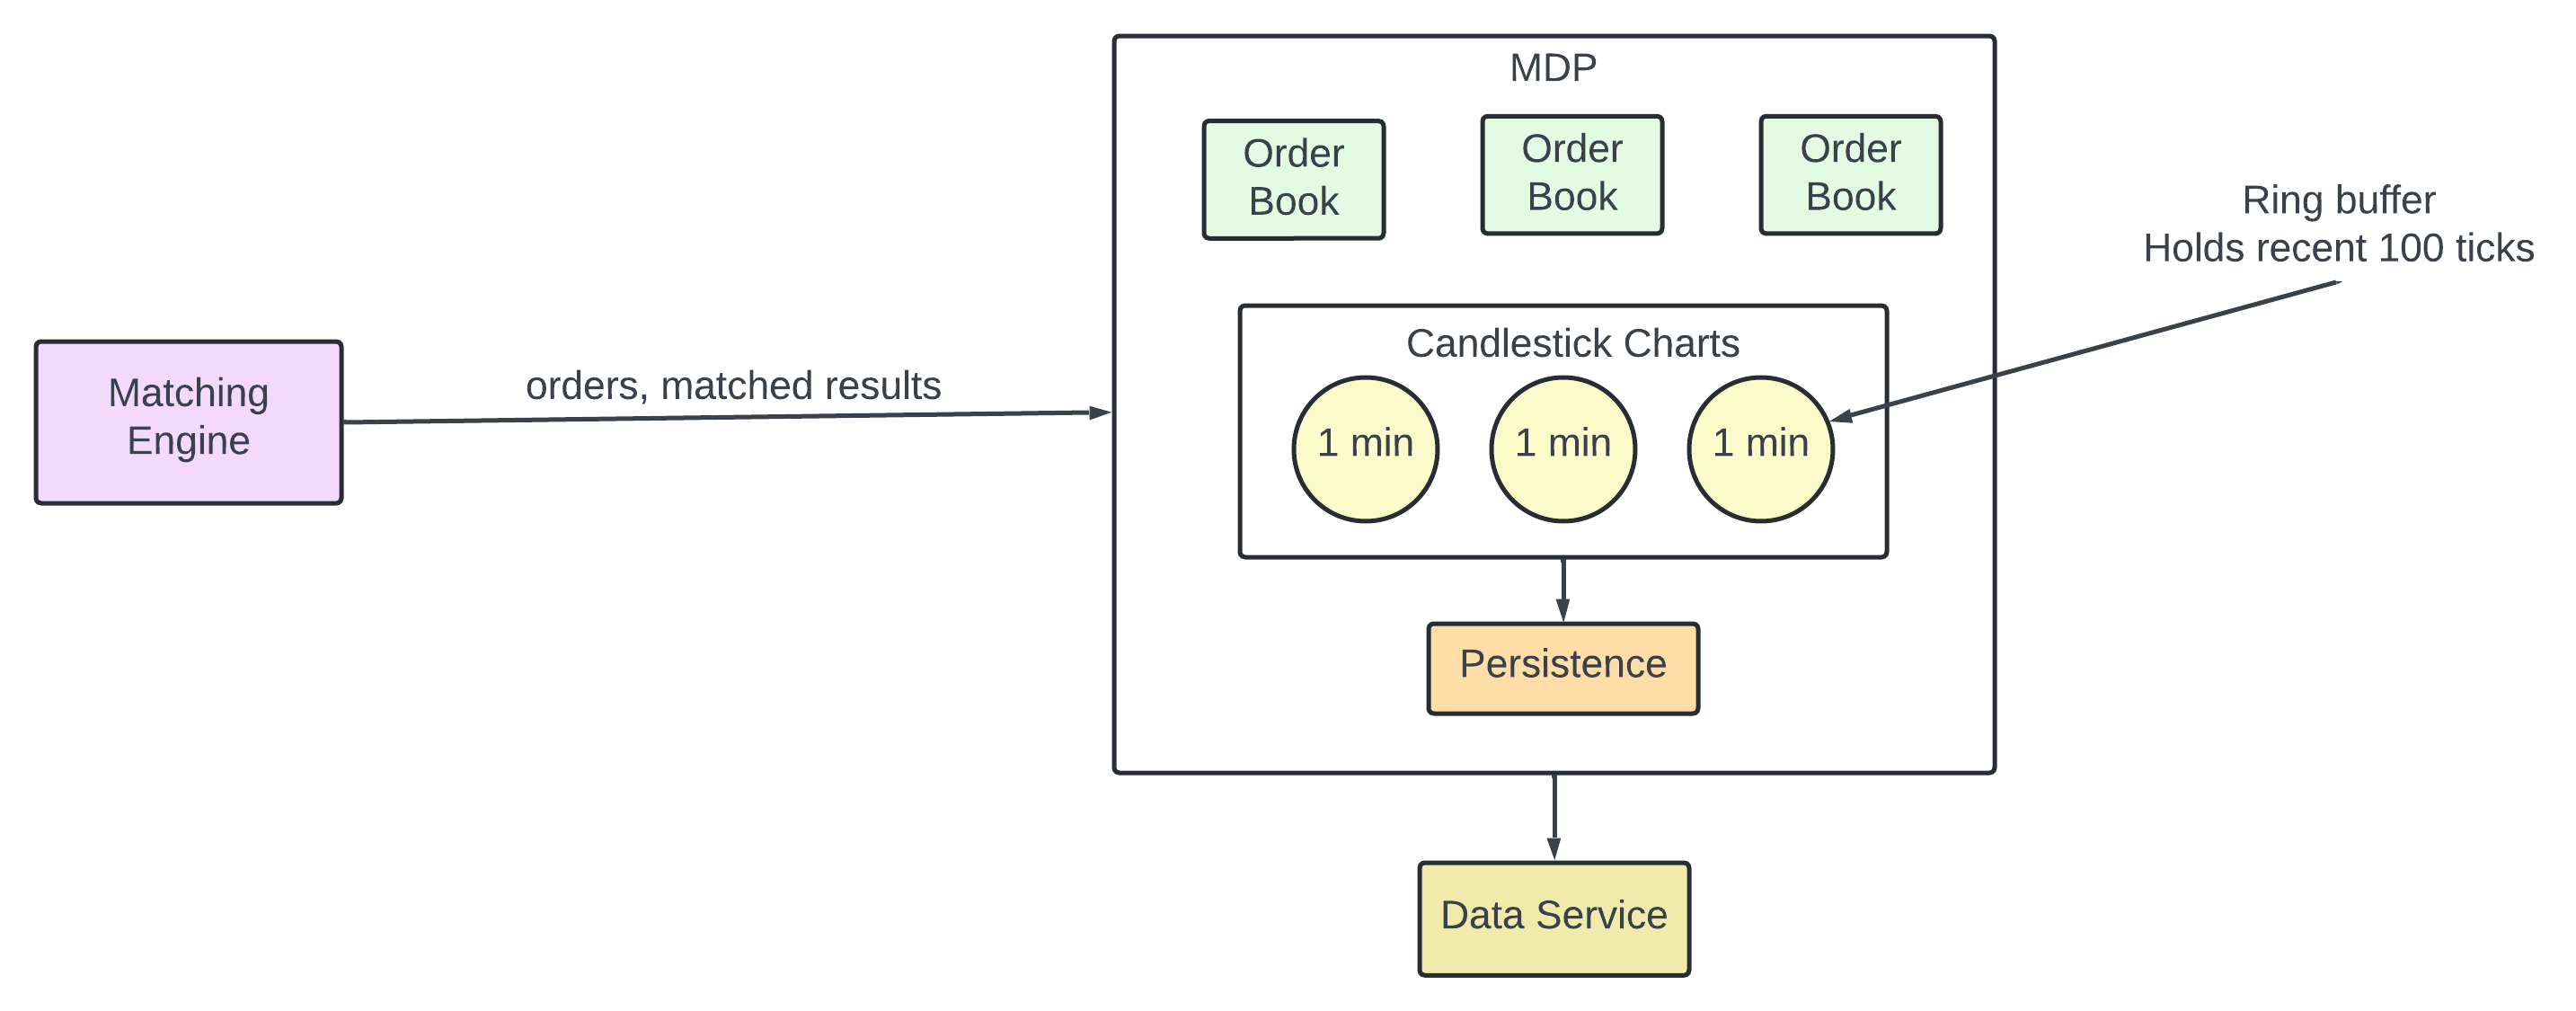 MDP
Order
Book
Order
Book
Order
Book
Ring buffer
Holds recent 100 ticks
Candlestick Charts
Matching
Engine
orders, matched results
1 min
1 min
1 min
Persistence
Data Service